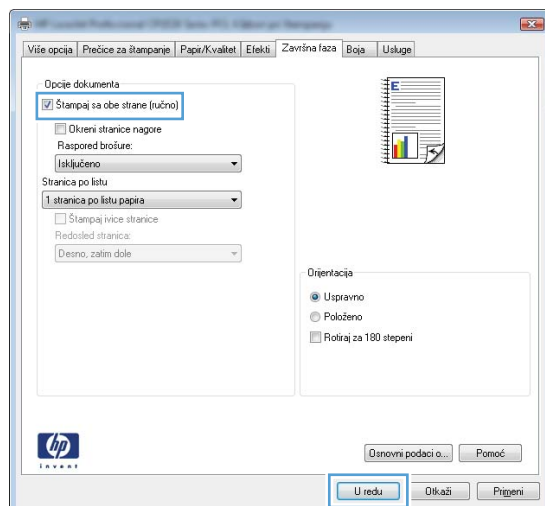 Više opcija Prečice za štampanje Papir/Kvalitet Efekti Završna faza Boja Usluge
Opcije dokumenta
Štampaj sa obe strane (ručno)
Okreni stranice nagore
Raspored brošure:
Isključeno
Stranica po listu
1 stranica po listu papira
Štampaj ivice stranice
Redosled stranica:
Desno, zatim dole
E
Orijentacija
Uspravno
Položeno
Rotiraj za 180 stepeni
hp
invent
Osnovni podaci o... Pomoć
U redu Otkaži Primeni